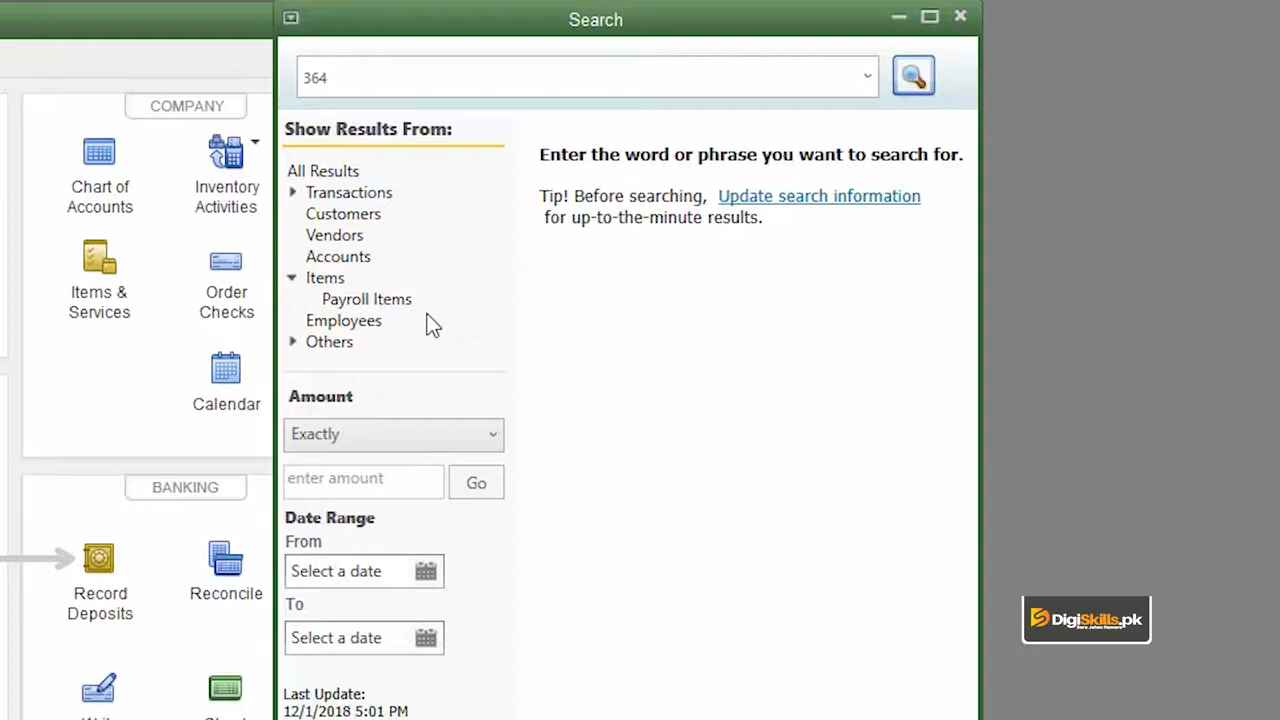 Search
364
Show Results From:
All Results
Transactions
Customers
Vendors
Accounts
Items
Payroll Items
Employees
Others
Amount
Exactly
enter amount
Go
Date Range
From
Select a date
To
Select a date
Last Update:
12/1/2018 5:01 PM
Enter the word or phrase you want to search for.
Tip! Before searching, Update search information
for up-to-the-minute results.
COMPANY
Chart of
Accounts
Inventory
Activities
Items &
Services
Order
Checks
Calendar
BANKING
Record
Deposits
Reconcile
DigiSkills.pk